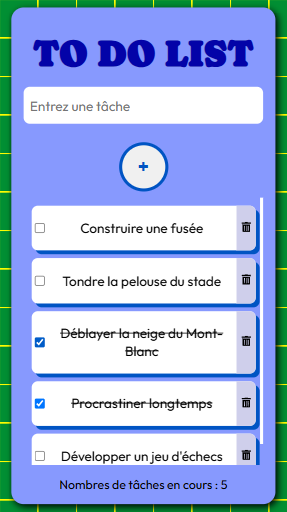 TO DO LIST
Entrez une tâche
+
Construire une fusée
Tondre la pelouse du stade
Déblayer la neige du Mont-
Blanc
Procrastiner longtemps
Développer un jeu d'échecs
Nombres de tâches en cours : 5